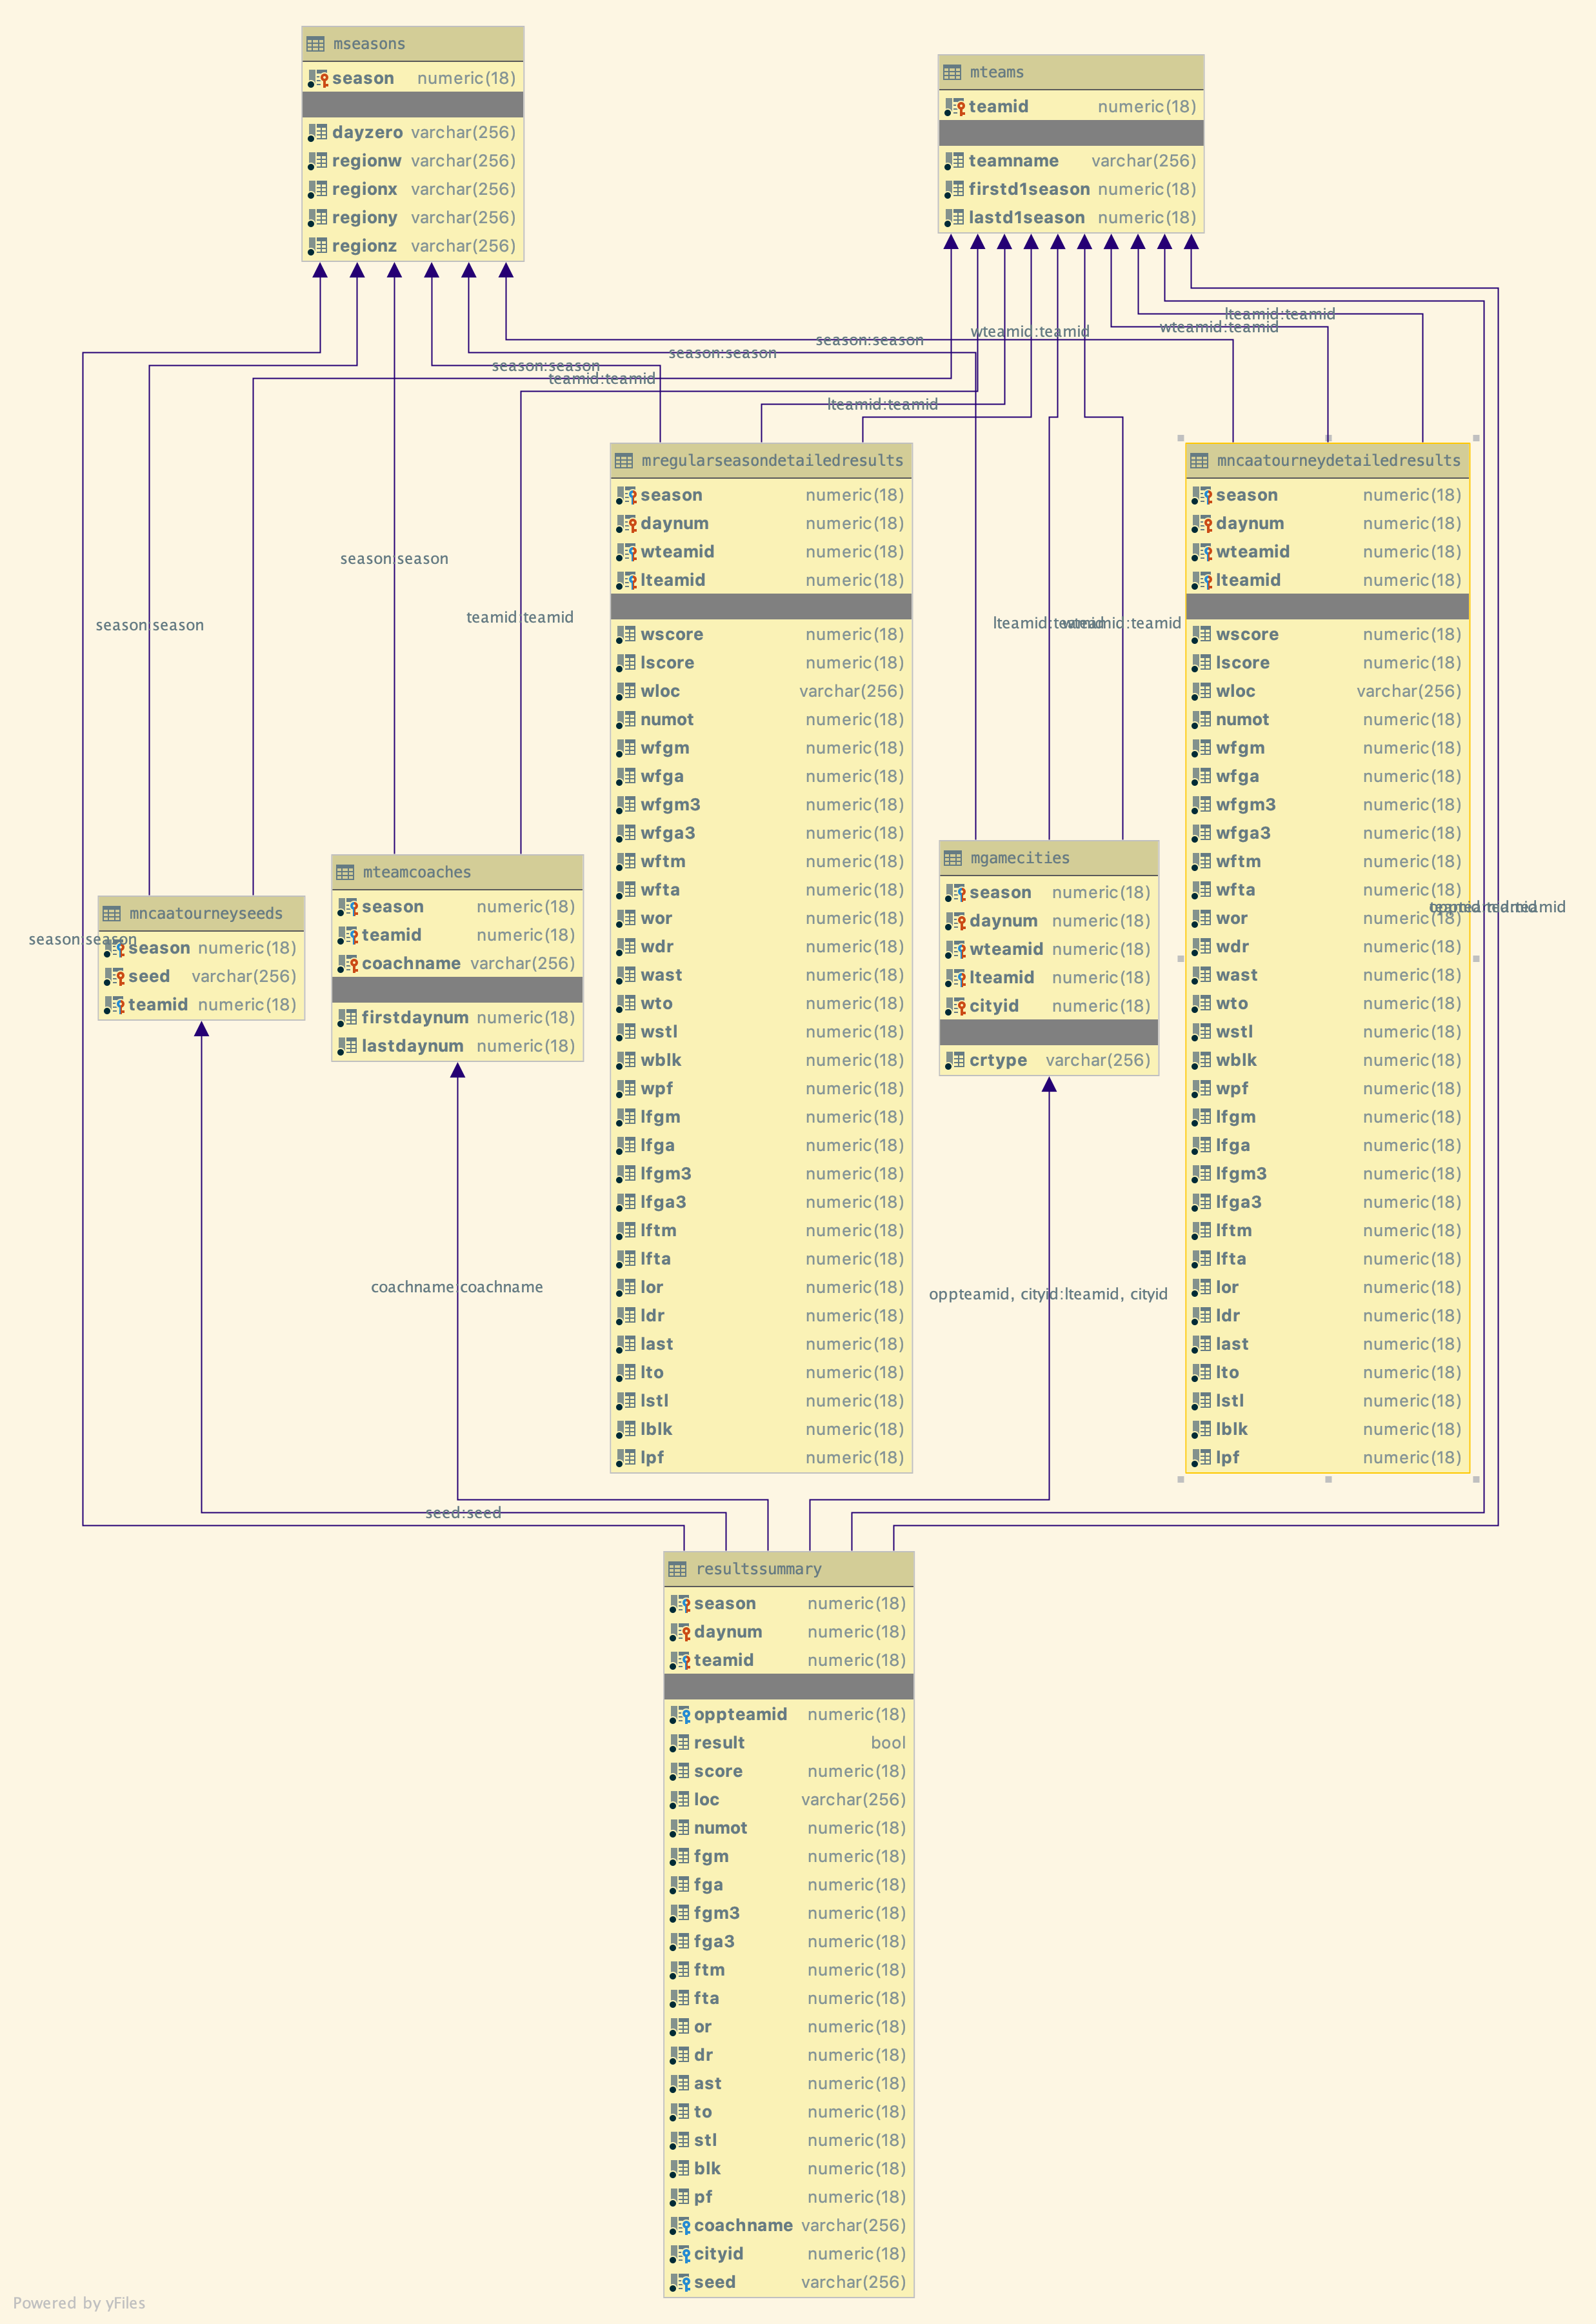 mseasons
season numeric(18)
dayzero varchar(256)
regionw varchar(256)
regionx varchar(256)
regiony varchar(256)
regionz varchar(256)
mteams
teamid numeric(18)
teamname varchar(256)
firstd1season numeric(18)
lastd1season numeric(18)
lteamid:teamid
wteamid:teamid
wteamid:teamid
season:season
season:season
season:season
teamid:teamid
lteamid:teamid
season:season
teamid:teamid
season:season
lteamid:teamid
wteamid:teamid
mregularseasondetailedresults
season numeric(18)
daynum numeric(18)
wteamid numeric(18)
lteamid numeric(18)
wscore numeric(18)
lscore numeric(18)
wloc varchar(256)
numot numeric(18)
wfgm numeric(18)
wfga numeric(18)
wfgm3 numeric(18)
wfga3 numeric(18)
wftm numeric(18)
wfta numeric(18)
wor numeric(18)
wdr numeric(18)
wast numeric(18)
wto numeric(18)
wstl numeric(18)
wblk numeric(18)
wpf numeric(18)
lfgm numeric(18)
lfga numeric(18)
lfgm3 numeric(18)
lfga3 numeric(18)
lftm numeric(18)
lfta numeric(18)
lor numeric(18)
ldr numeric(18)
last numeric(18)
lto numeric(18)
lstl numeric(18)
lblk numeric(18)
lpf numeric(18)
mncaatourneydetailedresults
season numeric(18)
daynum numeric(18)
wteamid numeric(18)
lteamid numeric(18)
wscore numeric(18)
lscore numeric(18)
wloc varchar(256)
numot numeric(18)
wfgm numeric(18)
wfga numeric(18)
wfgm3 numeric(18)
wfga3 numeric(18)
wftm numeric(18)
wfta numeric(18)
wor numeric(18)
wdr numeric(18)
wast numeric(18)
wto numeric(18)
wstl numeric(18)
wblk numeric(18)
wpf numeric(18)
lfgm numeric(18)
lfga numeric(18)
lfgm3 numeric(18)
lfga3 numeric(18)
lftm numeric(18)
lfta numeric(18)
lor numeric(18)
ldr numeric(18)
last numeric(18)
lto numeric(18)
lstl numeric(18)
lblk numeric(18)
lpf numeric(18)
mncaatourneyseeds
season:season
season numeric(18)
seed varchar(256)
teamid numeric(18)
mteamcoaches
season numeric(18)
teamid numeric(18)
coachname varchar(256)
firstdaynum numeric(18)
lastdaynum numeric(18)
mgamecities
season numeric(18)
daynum numeric(18)
wteamid numeric(18)
lteamid numeric(18)
cityid numeric(18)
crtype varchar(256)
coachname:coachname
oppteamid, cityid:lteamid, cityid
seed:seed
resultssummary
season numeric(18)
daynum numeric(18)
teamid numeric(18)
oppteamid numeric(18)
result bool
score numeric(18)
loc varchar(256)
numot numeric(18)
fgm numeric(18)
fga numeric(18)
fgm3 numeric(18)
fga3 numeric(18)
ftm numeric(18)
fta numeric(18)
or numeric(18)
dr numeric(18)
ast numeric(18)
to numeric(18)
stl numeric(18)
blk numeric(18)
pf numeric(18)
coachname varchar(256)
cityid numeric(18)
seed varchar(256)
Powered by yFiles